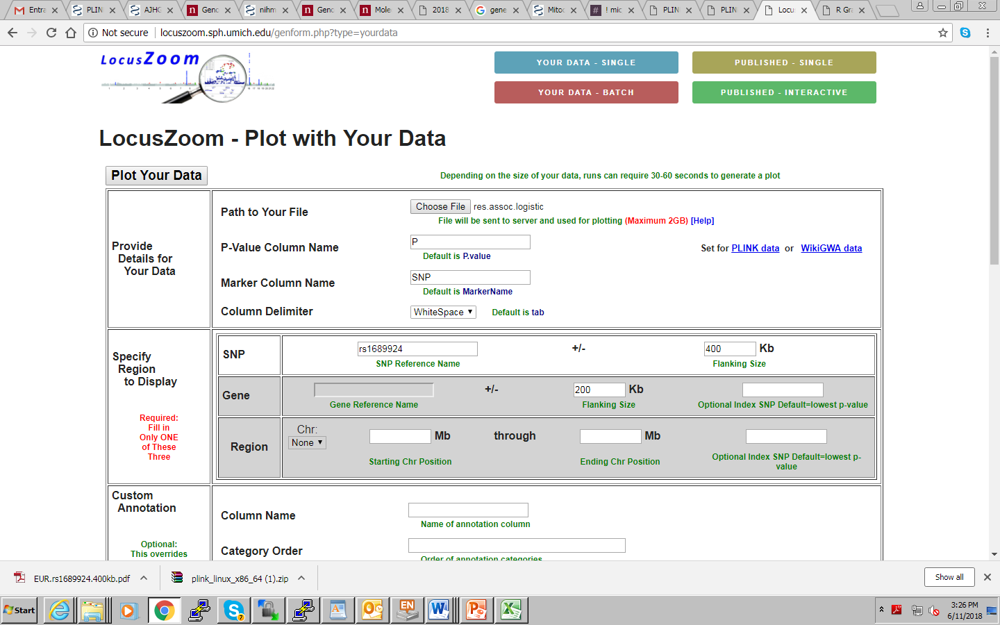 Entra
PLIN
AJHG
Geno
nihm
Geno
Mole
2018
gene
Mitoc
! mic
PLIN
PLIN
Locus
R Gra
Not secure
locuszoom.sph.umich.edu/genform.php?type=yourdata
LocusZoom
YOUR DATA - SINGLE
PUBLISHED - SINGLE
YOUR DATA - BATCH
PUBLISHED - INTERACTIVE
LocusZoom - Plot with Your Data
Plot Your Data
Depending on the size of your data, runs can require 30-60 seconds to generate a plot
Provide
Details for
Your Data
Path to Your File
Choose File res.assoc.logistic
File will be sent to server and used for plotting (Maximum 2GB) [Help]
P-Value Column Name
P
Default is P.value
Set for PLINK data or WikiGWA data
Marker Column Name
SNP
Default is MarkerName
Column Delimiter
WhiteSpace
Default is tab
Specify
Region
to Display
Required:
Fill in
Only ONE
of These
Three
SNP
rs1689924
+/-
400 Kb
SNP Reference Name
Flanking Size
Gene
+/-
200 Kb
Gene Reference Name
Flanking Size
Optional Index SNP Default=lowest p-value
Region
Chr:
None
Mb
through
Mb
Starting Chr Position
Ending Chr Position
Optional Index SNP Default=lowest p-
value
Custom
Annotation
Optional:
This overrides
Column Name
Name of annotation column
Category Order
Order of annotation categories
EUR.rs1689924.400kb.pdf
plink_linux_x86_64 (1).zip
Show all
Start
7
EN
3:26 PM
6/11/2018